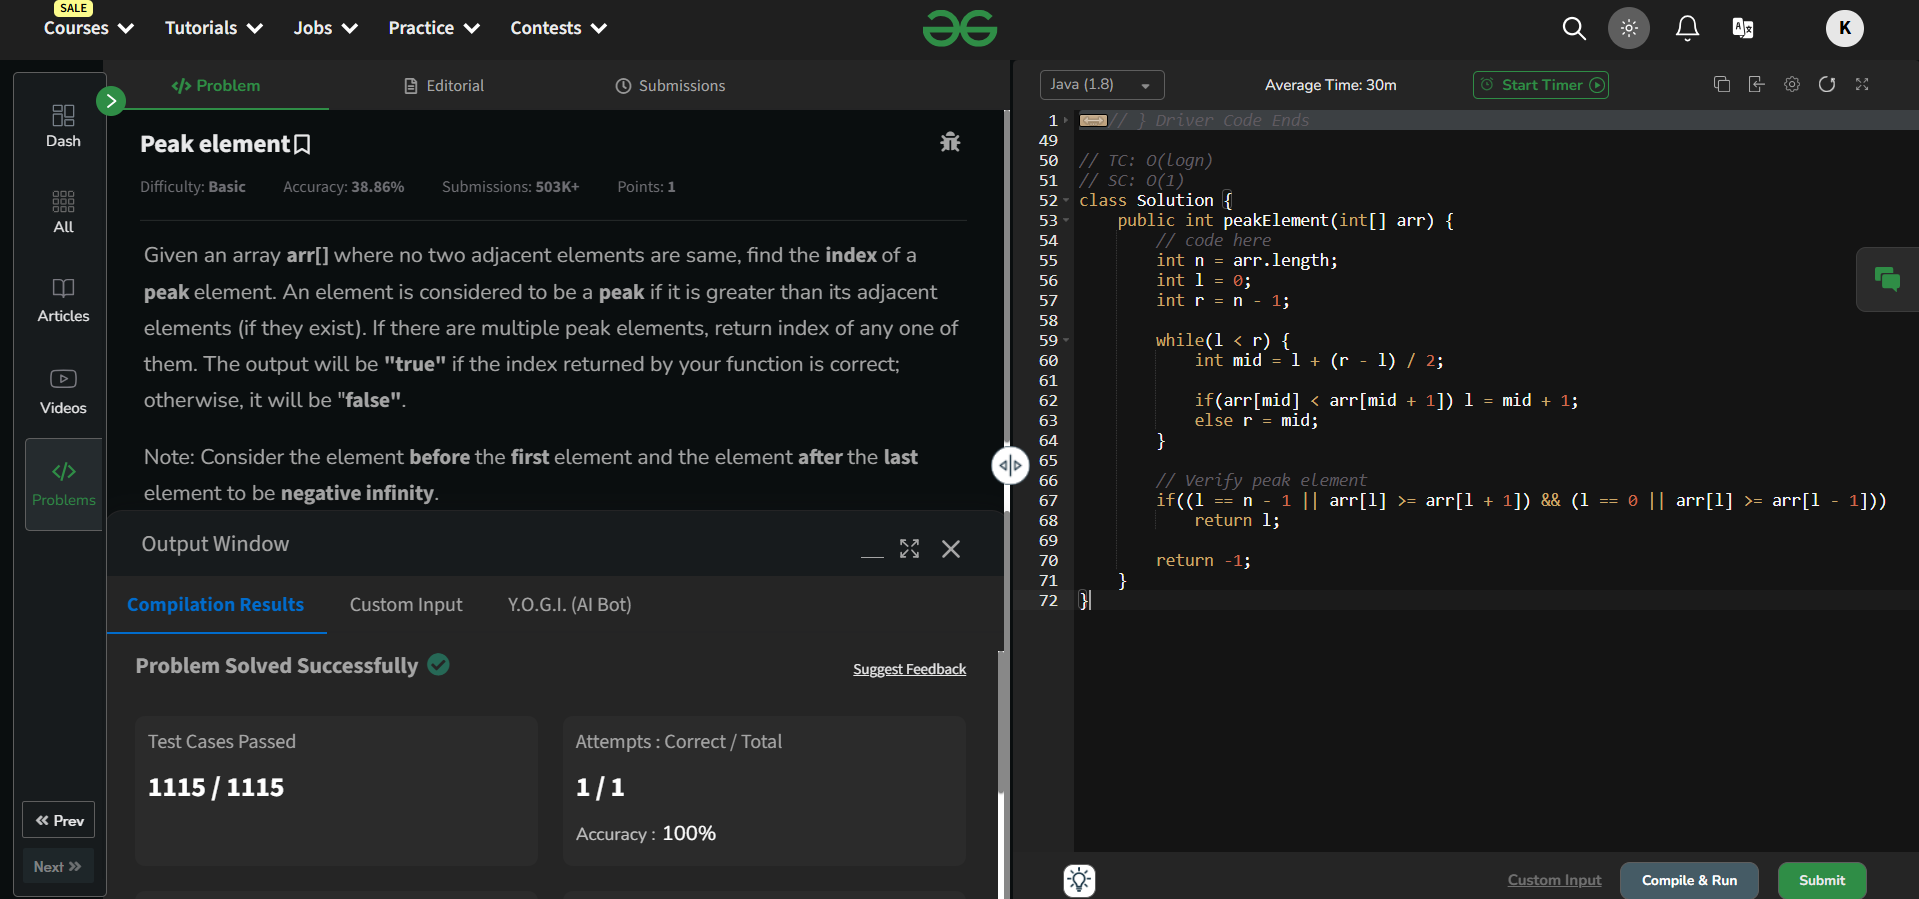 SALE
Courses Tutorials Jobs Practice Contests
K
Dash
All
Articles
Videos
Problems
Prev
Next
Problem Editorial Submissions
Peak element
Difficulty: Basic Accuracy: 38.86% Submissions: 503K+ Points: 1
Given an array arr[] where no two adjacent elements are same, find the index of a
peak element. An element is considered to be a peak if it is greater than its adjacent
elements (if they exist). If there are multiple peak elements, return index of any one of
them. The output will be "true" if the index returned by your function is correct;
otherwise, it will be "false".
Note: Consider the element before the first element and the element after the last
element to be negative infinity.
Output Window
Compilation Results Custom Input Y.O.G.I. (AI Bot)
Problem Solved Successfully
Suggest Feedback
Test Cases Passed
1115 / 1115
Attempts : Correct / Total
1 / 1
Accuracy : 100%
Java (1.8) Average Time: 30m Start Timer
1 // } Driver Code Ends
49
50 // TC: O(logn)
51 // SC: O(1)
52 class Solution {
53 public int peakElement(int[] arr) {
54 // code here
55 int n = arr.length;
56 int l = 0;
57 int r = n - 1;
58
59 while(l < r) {
60 int mid = l + (r - l) / 2;
61
62 if(arr[mid] < arr[mid + 1]) l = mid + 1;
63 else r = mid;
64 }
65
66 // Verify peak element
67 if((l == n - 1 || arr[l] >= arr[l + 1]) && (l == 0 || arr[l] >= arr[l - 1]))
68 return l;
69
70 return -1;
71 }
72 }
Custom Input Compile & Run Submit